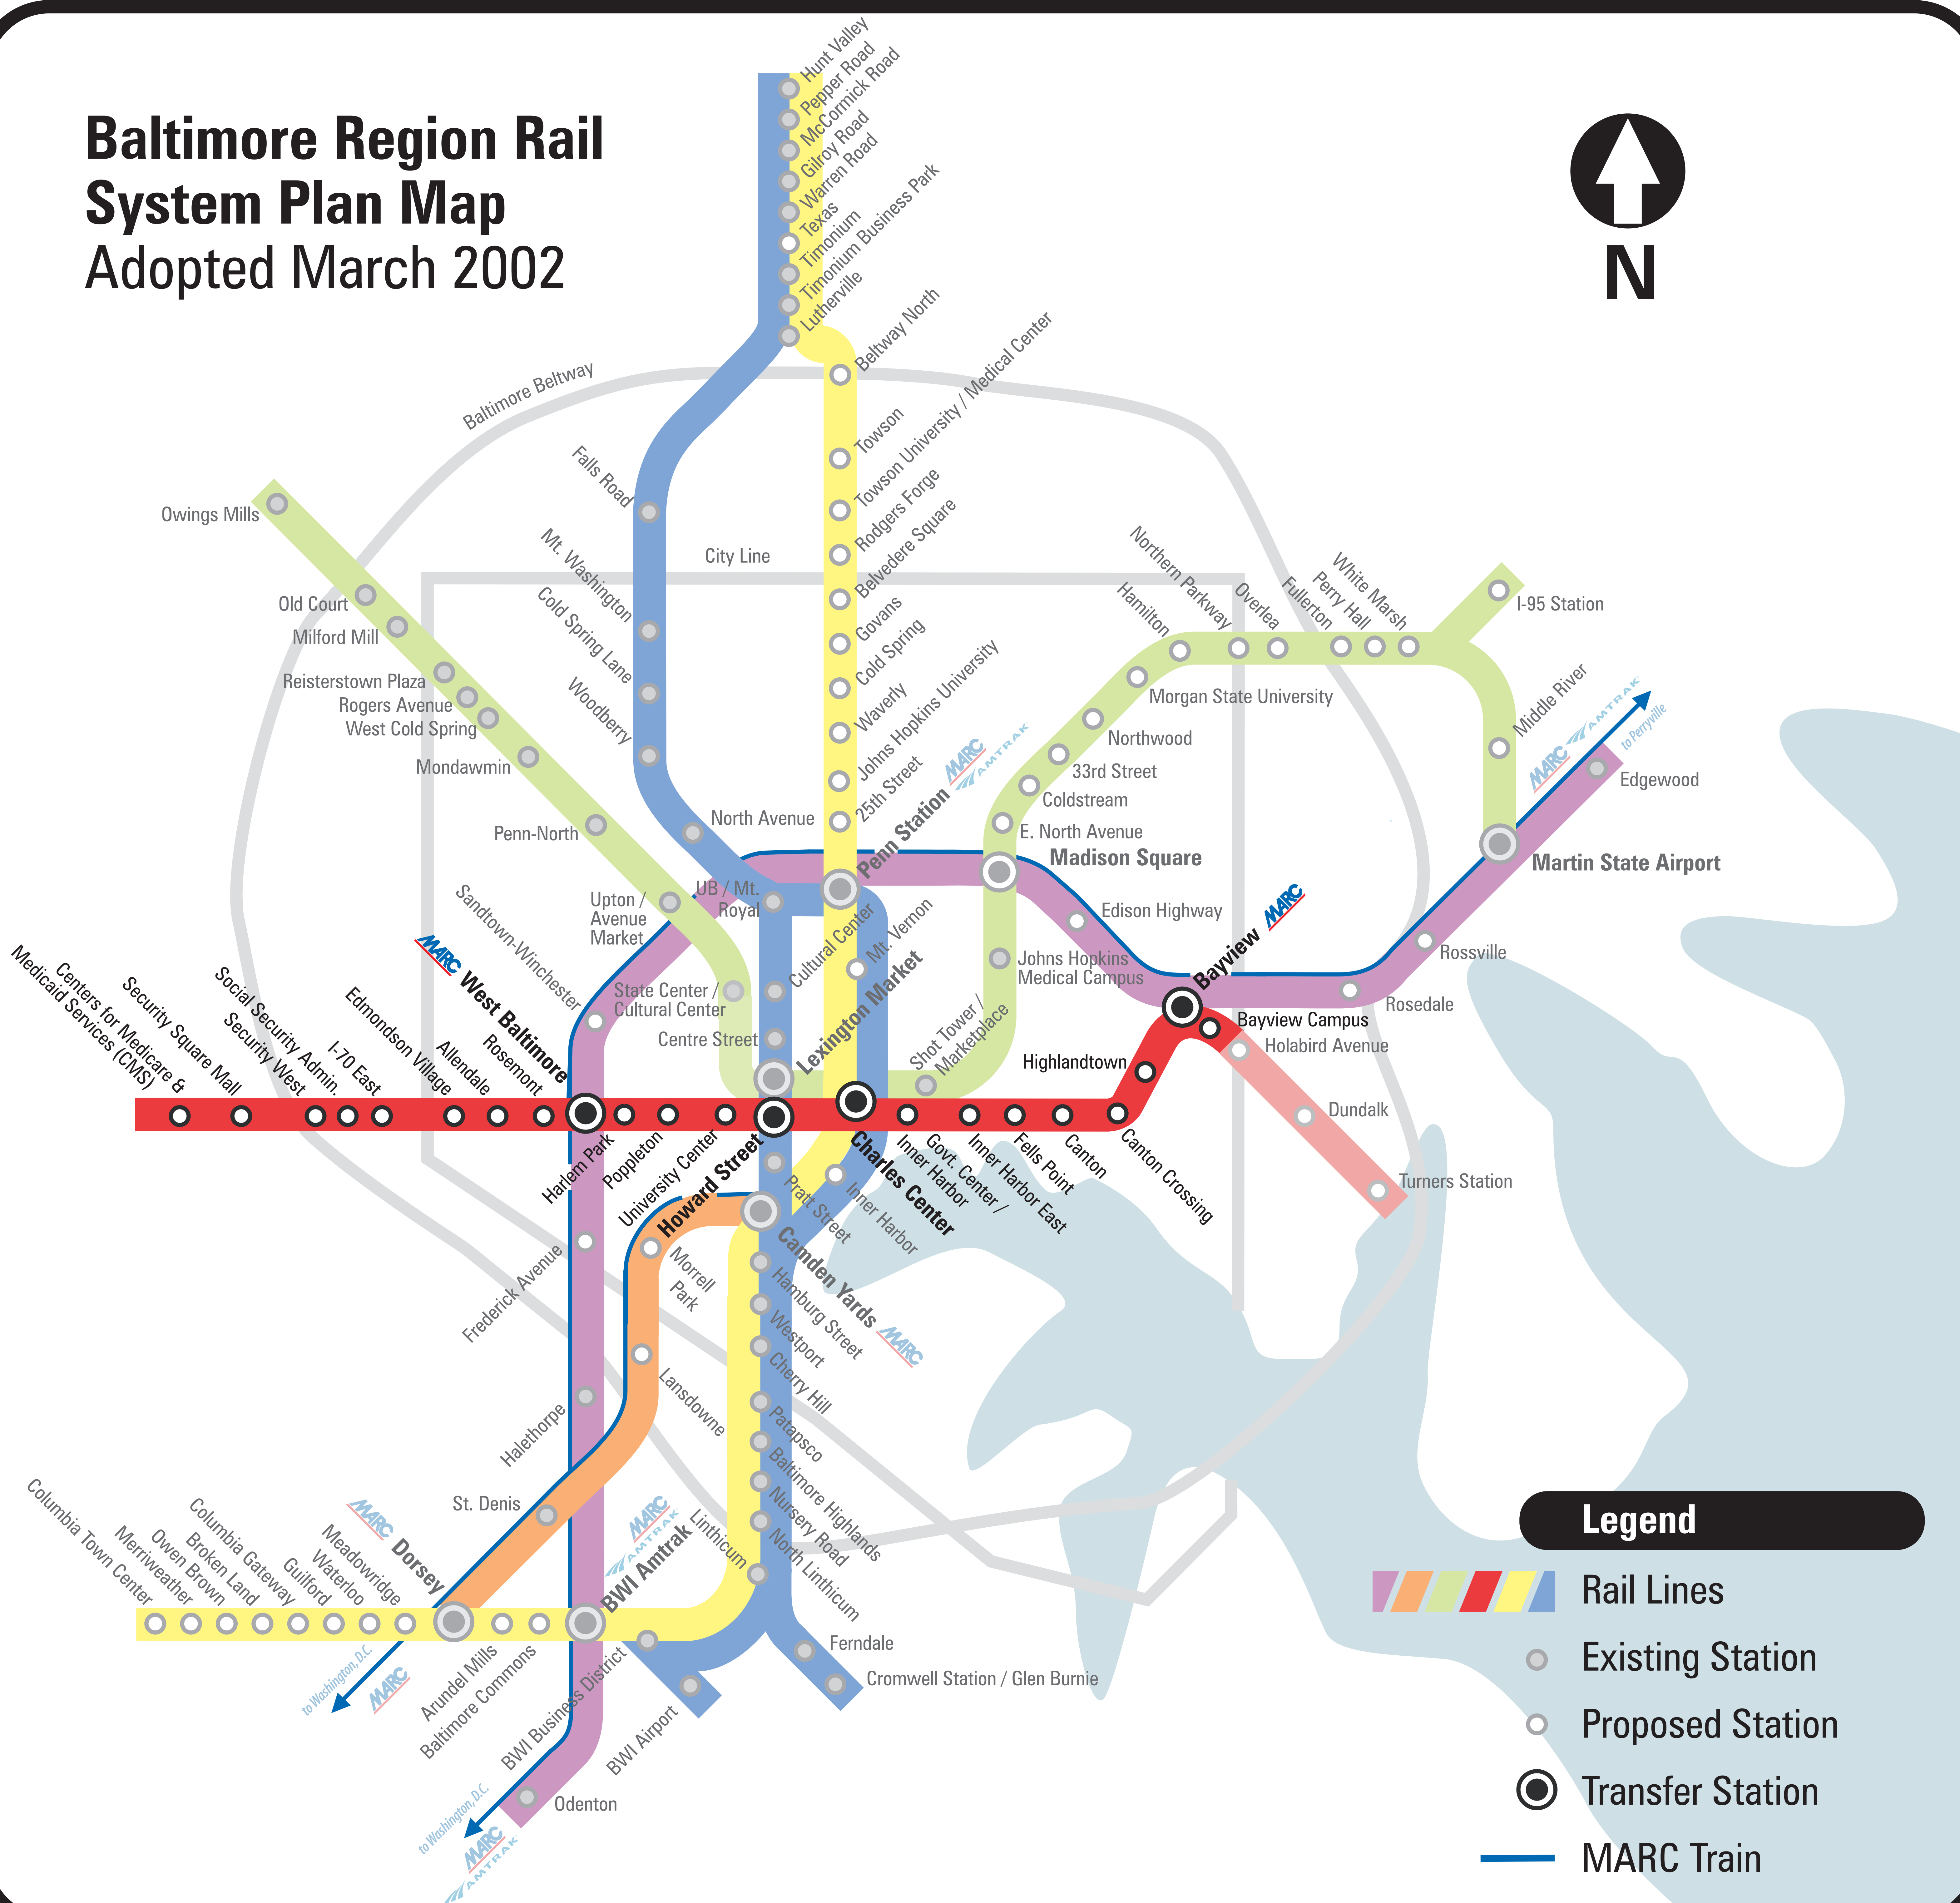 Baltimore Region Rail
System Plan Map
Adopted March 2002
N
Hunt Valley
Pepper Road
McCormick Road
Gilroy Road
Warren Road
Texas
Timonium
Timonium Business Park
Lutherville
Baltimore Beltway
Beltway North
Towson
Towson University / Medical Center
Rodgers Forge
Belvedere Square
Govans
Cold Spring
Waverly
Johns Hopkins University
25th Street
Penn Station
MARC
AMTRAK
City Line
Falls Road
Mt. Washington
Cold Spring Lane
Woodberry
North Avenue
UB / Mt.
Royal
Cultural Center
Mt. Vernon
Centre Street
Lexington Market
Owings Mills
Old Court
Milford Mill
Reisterstown Plaza
Rogers Avenue
West Cold Spring
Mondawmin
Penn-North
Upton /
Avenue
Market
State Center /
Cultural Center
Shot Tower /
Marketplace
Johns Hopkins
Medical Campus
Madison Square
E. North Avenue
Coldstream
33rd Street
Northwood
Morgan State University
Hamilton
Northern Parkway
Overlea
Fullerton
Perry Hall
White Marsh
I-95 Station
Middle River
MARC
AMTRAK
to Perryville
Edgewood
Martin State Airport
Rossville
Rosedale
Edison Highway
Bayview
MARC
Bayview Campus
Holabird Avenue
Dundalk
Turners Station
Highlandtown
Sandtown-Winchester
MARC
West Baltimore
Centers for Medicare &
Medicaid Services (CMS)
Security Square Mall
Security West
Social Security Admin.
I-70 East
Edmondson Village
Allendale
Rosemont
Harlem Park
Poppleton
University Center
Howard Street
Charles Center
Inner Harbor
Govt. Center /
Inner Harbor East
Fells Point
Canton
Canton Crossing
Pratt Street
Inner Harbor
Camden Yards
MARC
Hamburg Street
Westport
Cherry Hill
Patapsco
Baltimore Highlands
Nursery Road
North Linthicum
Linthicum
Morrell
Park
Lansdowne
Frederick Avenue
Halethorpe
St. Denis
MARC
Dorsey
MARC
AMTRAK
BWI Amtrak
Columbia Town Center
Merriweather
Owen Brown
Broken Land
Columbia Gateway
Guilford
Waterloo
Meadowridge
Arundel Mills
Baltimore Commons
BWI Business District
BWI Airport
Ferndale
Cromwell Station / Glen Burnie
to Washington, D.C.
MARC
Odenton
to Washington, D.C.
MARC
AMTRAK
Legend
Rail Lines
Existing Station
Proposed Station
Transfer Station
MARC Train